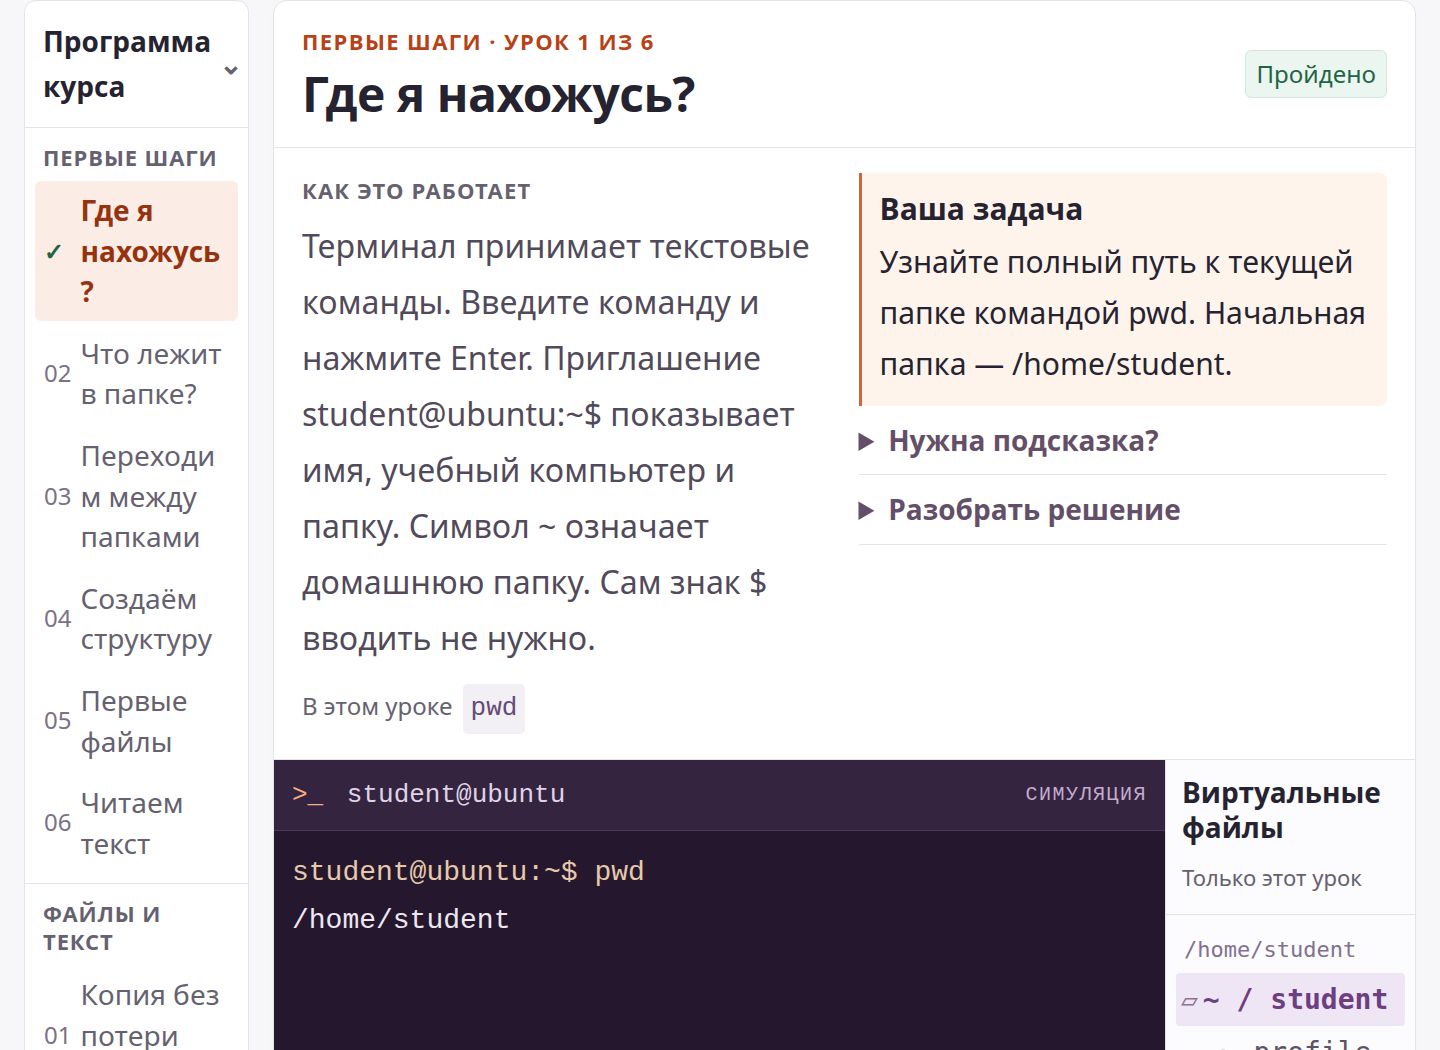 Программа
курса
ПЕРВЫЕ ШАГИ
✓ Где я
нахожусь
?
02 Что лежит
в папке?
03 Переходи
м между
папками
04 Создаём
структуру
05 Первые
файлы
06 Читаем
текст
ФАЙЛЫ И
ТЕКСТ
01 Копия без
потери
ПЕРВЫЕ ШАГИ · УРОК 1 ИЗ 6
Где я нахожусь?
Пройдено
КАК ЭТО РАБОТАЕТ
Терминал принимает текстовые
команды. Введите команду и
нажмите Enter. Приглашение
student@ubuntu:~$ показывает
имя, учебный компьютер и
папку. Символ ~ означает
домашнюю папку. Сам знак $
вводить не нужно.
В этом уроке pwd
Ваша задача
Узнайте полный путь к текущей
папке командой pwd. Начальная
папка — /home/student.
▶ Нужна подсказка?
▶ Разобрать решение
>_ student@ubuntu
СИМУЛЯЦИЯ
student@ubuntu:~$ pwd
/home/student
Виртуальные
файлы
Только этот урок
/home/student
~ / student